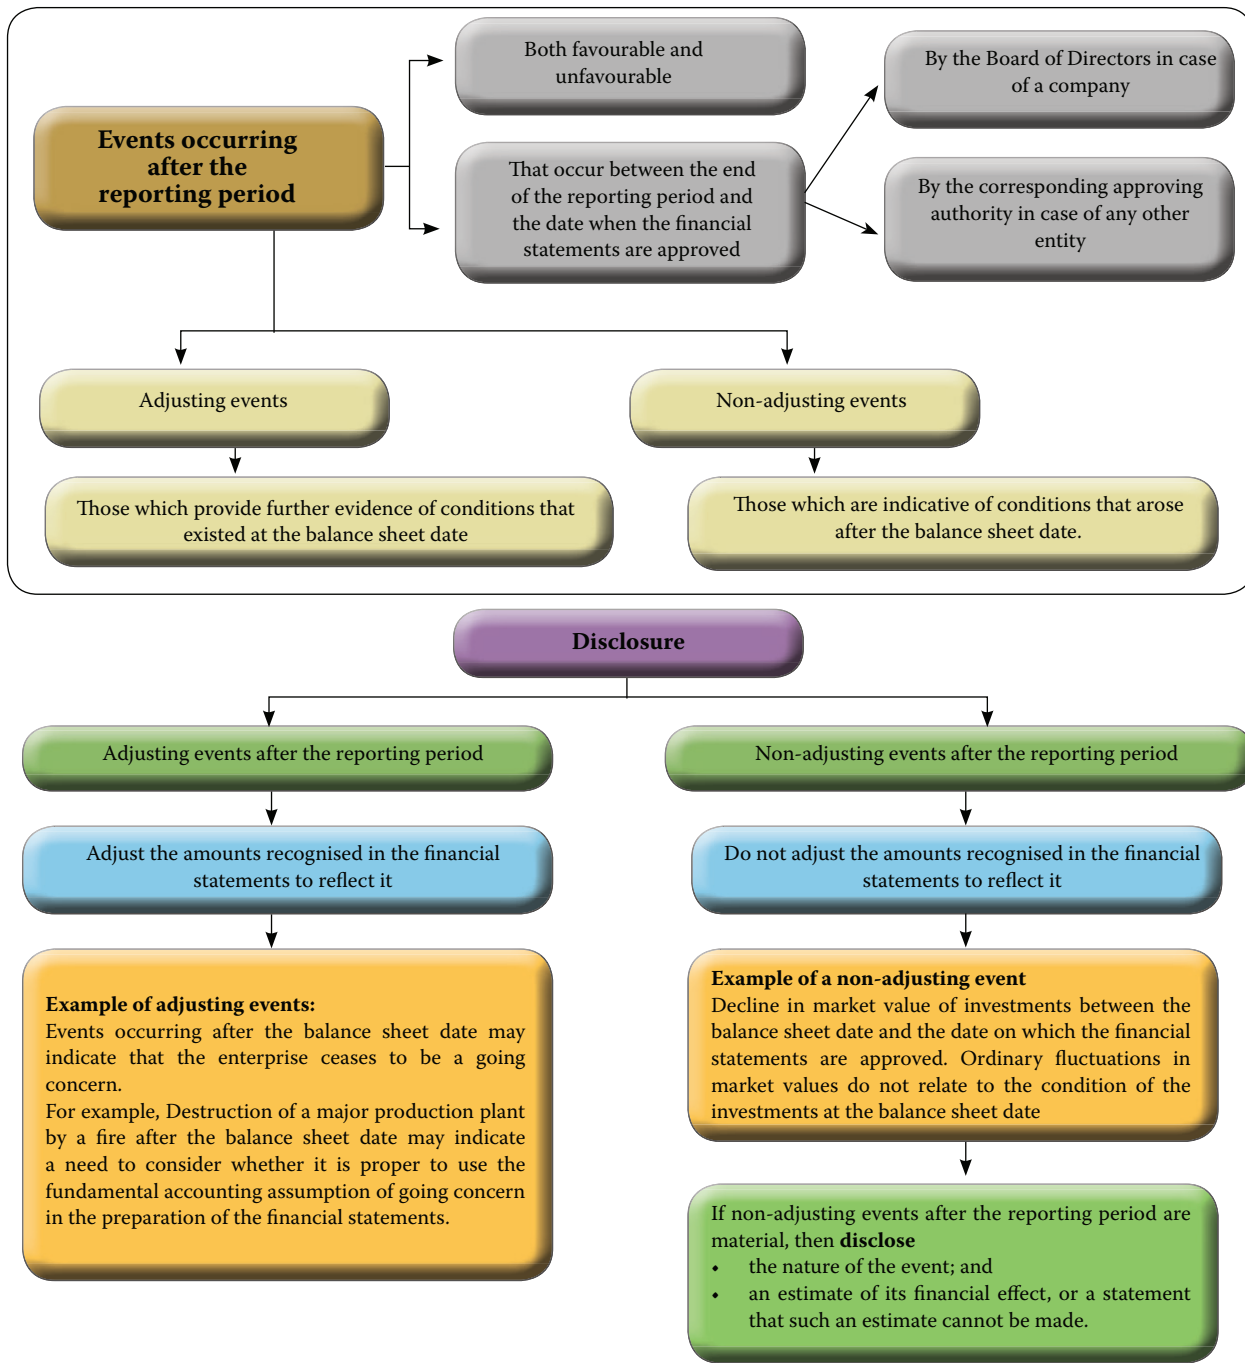 Both favourable and
unfavourable
By the Board of Directors in case
of a company
Events occurring
after the
reporting period
That occur between the end
of the reporting period and
the date when the financial
statements are approved
By the corresponding approving
authority in case of any other
entity
Adjusting events
Non-adjusting events
Those which provide further evidence of conditions that
existed at the balance sheet date
Those which are indicative of conditions that arose
after the balance sheet date.
Disclosure
Adjusting events after the reporting period
Non-adjusting events after the reporting period
Adjust the amounts recognised in the financial
statements to reflect it
Do not adjust the amounts recognised in the financial
statements to reflect it
Example of adjusting events:
Events occurring after the balance sheet date may
indicate that the enterprise ceases to be a going
concern.
For example, Destruction of a major production plant
by a fire after the balance sheet date may indicate
a need to consider whether it is proper to use the
fundamental accounting assumption of going concern
in the preparation of the financial statements.
Example of a non-adjusting event
Decline in market value of investments between the
balance sheet date and the date on which the financial
statements are approved. Ordinary fluctuations in
market values do not relate to the condition of the
investments at the balance sheet date
If non-adjusting events after the reporting period are
material, then disclose
• the nature of the event; and
• an estimate of its financial effect, or a statement
that such an estimate cannot be made.